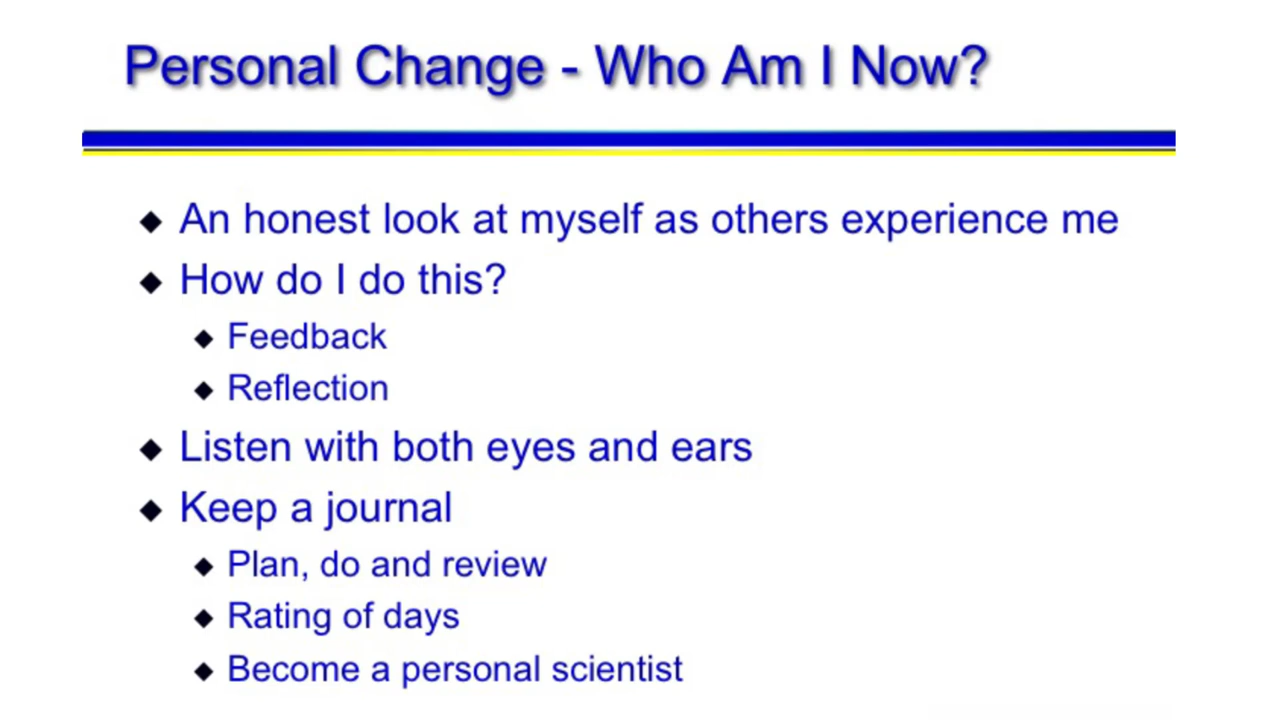 Personal Change - Who Am I Now?
An honest look at myself as others experience me
How do I do this?
Feedback
Reflection
Listen with both eyes and ears
Keep a journal
Plan, do and review
Rating of days
Become a personal scientist